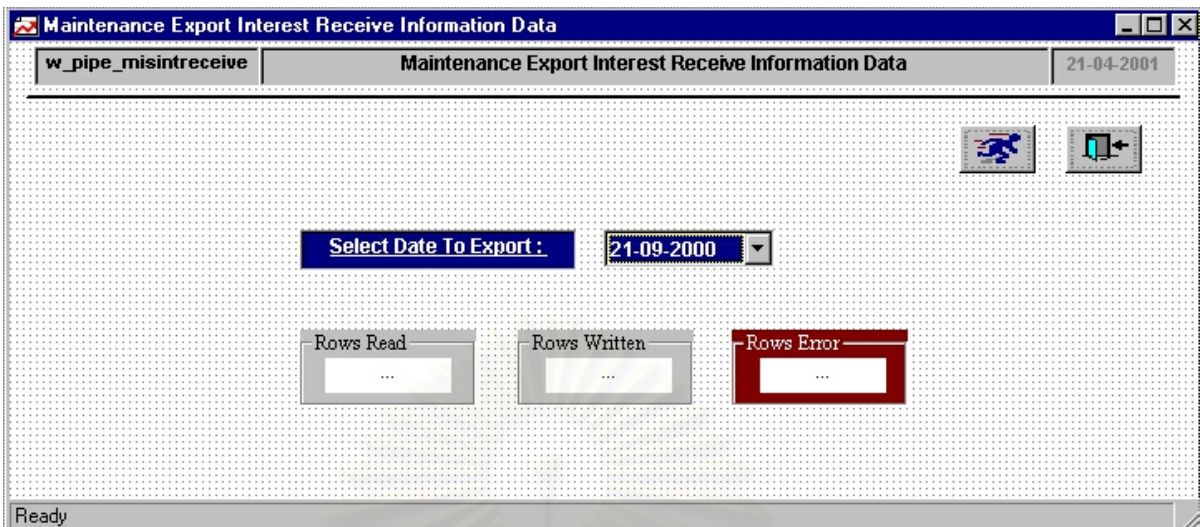 Maintenance Export Interest Receive Information Data
w_pipe_misintreceive Maintenance Export Interest Receive Information Data 21-04-2001
Select Date To Export : 21-09-2000
Rows Read Rows Written Rows Error
... ... ...
Ready